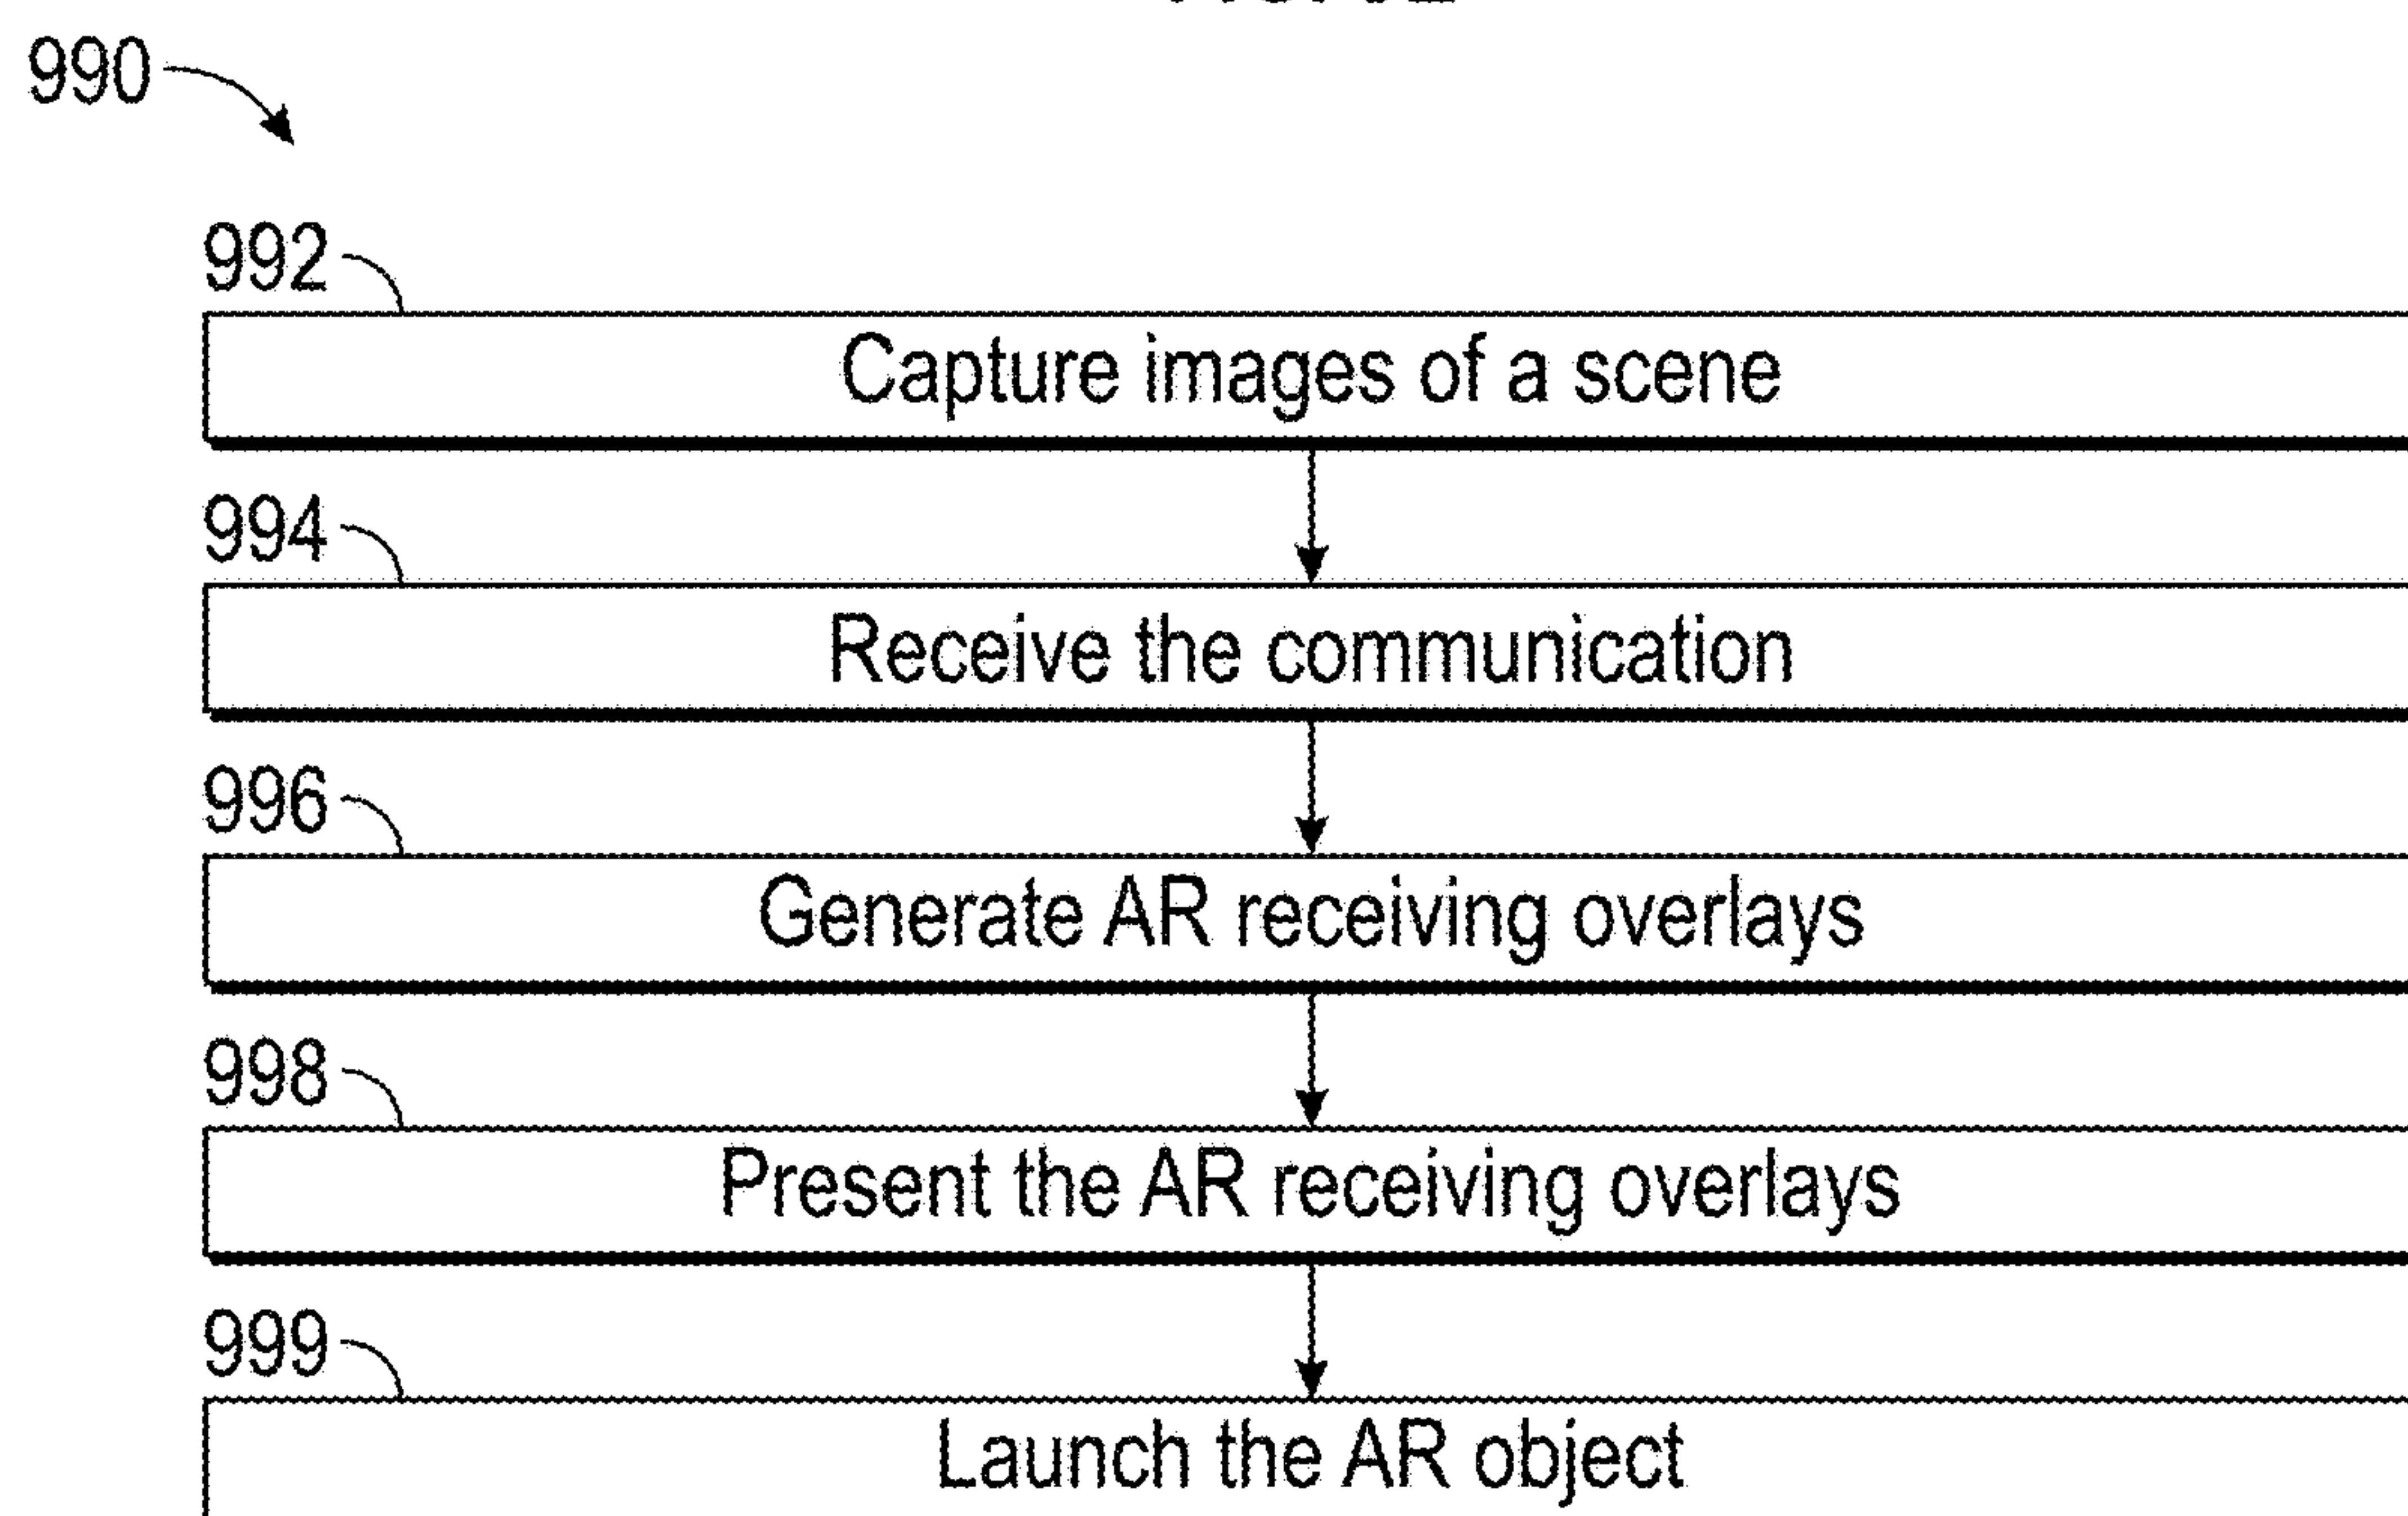 990
992
Capture images of a scene
994
Receive the communication
996
Generate AR receiving overlays
998
Present the AR receiving overlays
999
Launch the AR object